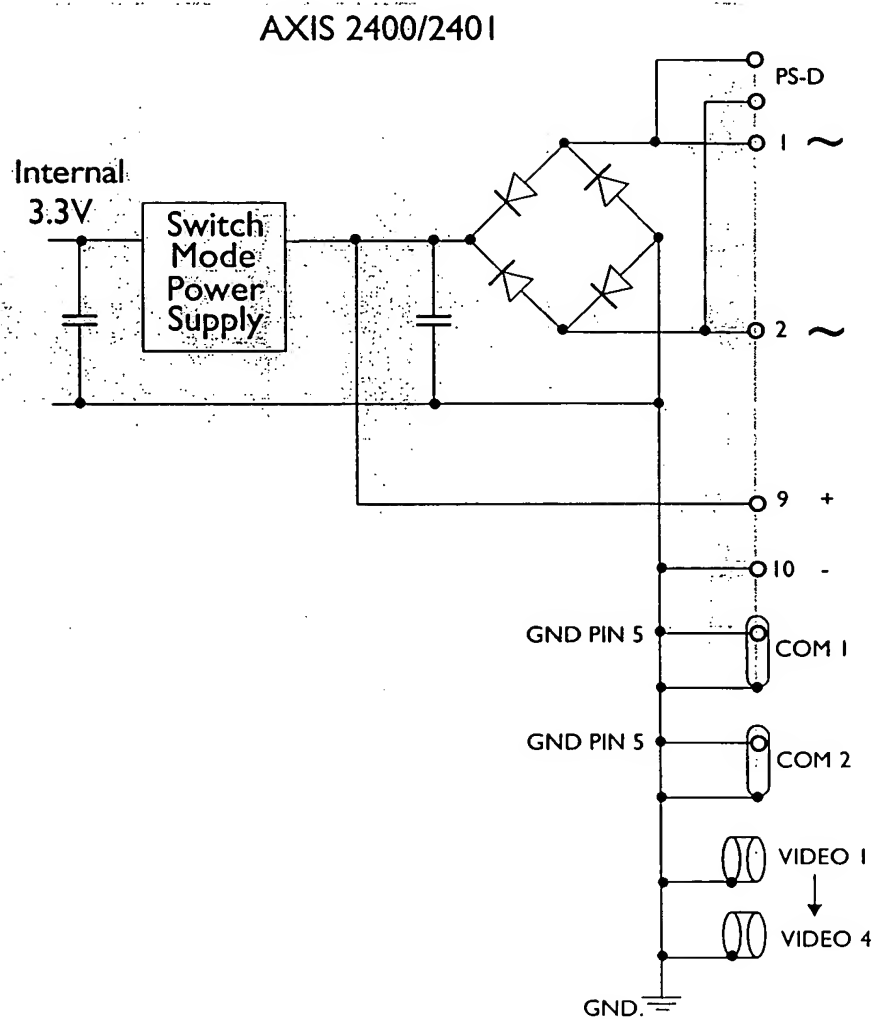 AXIS 2400/2401
PS-D
1 ~
Internal
3.3V
Switch
Mode
Power
Supply
2 ~
9 +
10 -
GND PIN 5
COM 1
GND PIN 5
COM 2
VIDEO 1
VIDEO 4
GND.